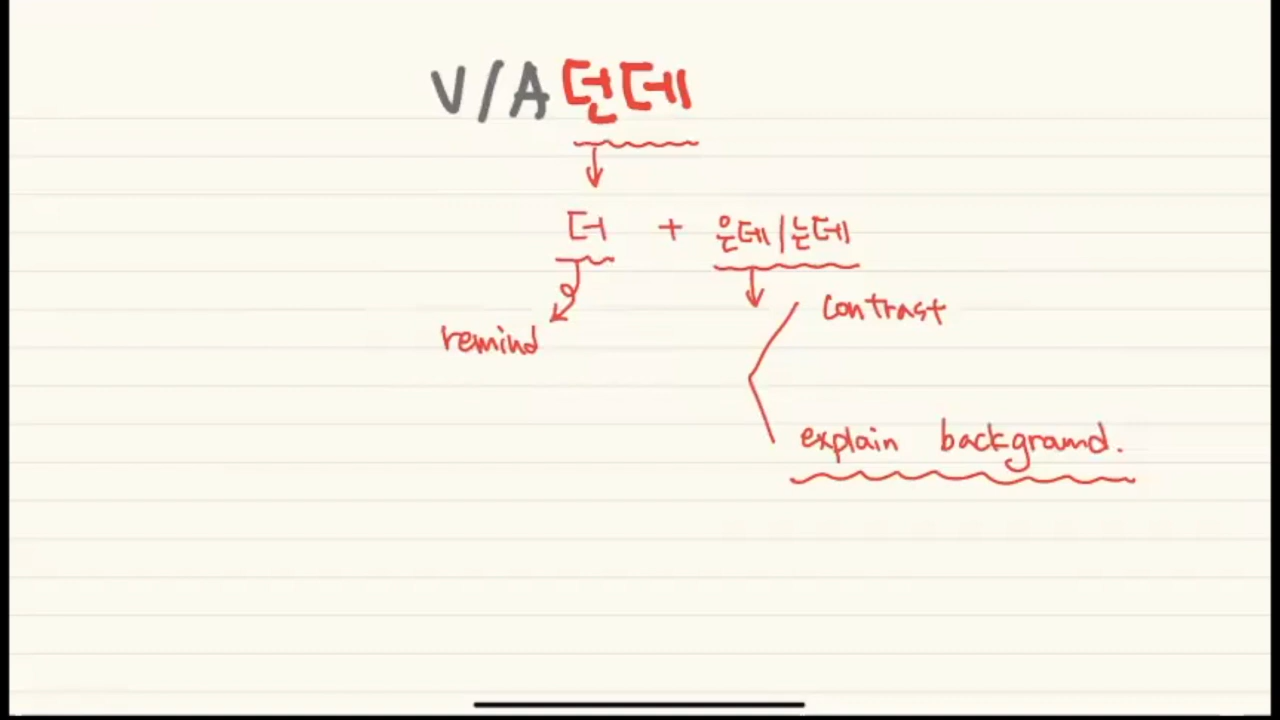 V/A던데
더 + 은데/는데
contrast
remind
explain background.